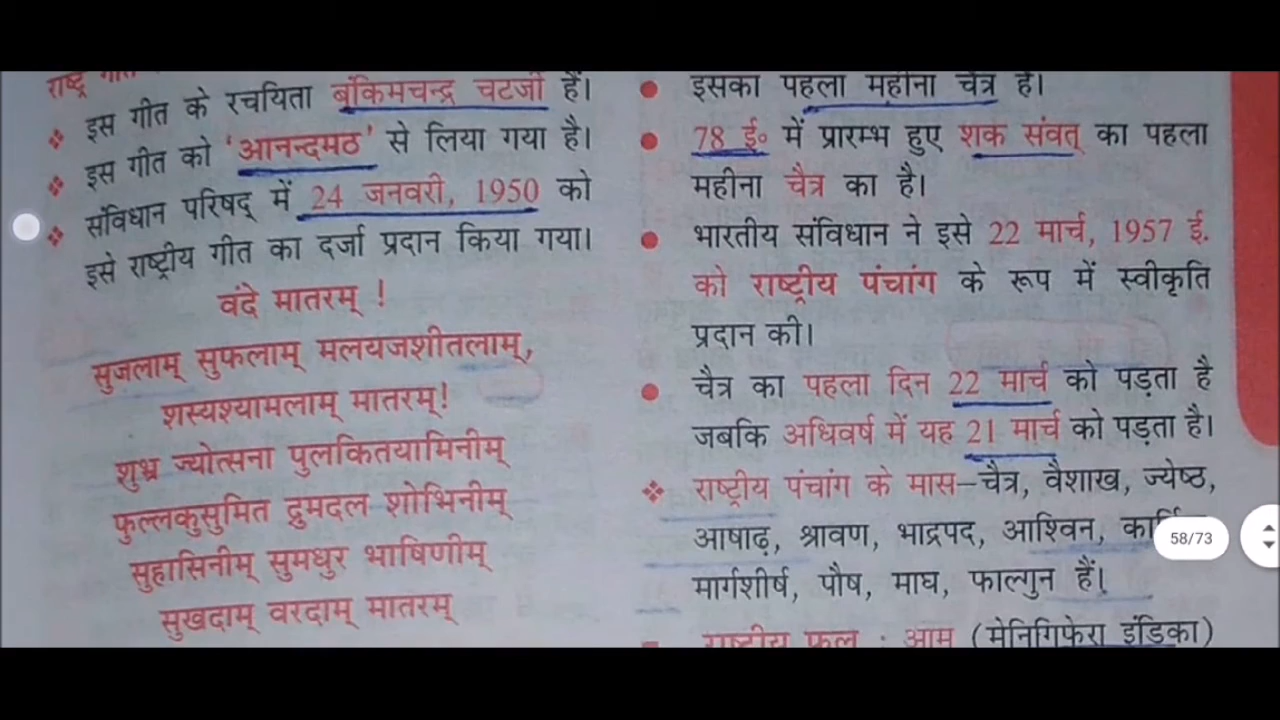 राष्ट्र गीत
इस गीत के रचयिता बंकिमचन्द्र चटर्जी हैं।
इस गीत को 'आनन्दमठ' से लिया गया है।
संविधान परिषद् में 24 जनवरी, 1950 को
इसे राष्ट्रीय गीत का दर्जा प्रदान किया गया।
वंदे मातरम् !
सुजलाम् सुफलाम् मलयजशीतलाम्,
शस्यश्यामलाम् मातरम्!
शुभ्र ज्योत्सना पुलकितयामिनीम्
फुल्लकुसुमित द्रुमदल शोभिनीम्
सुहासिनीम् सुमधुर भाषिणीम्
सुखदाम् वरदाम् मातरम्
इसका पहला महीना चैत्र है।
78 ई॰ में प्रारम्भ हुए शक संवत् का पहला
महीना चैत्र का है।
भारतीय संविधान ने इसे 22 मार्च, 1957 ई.
को राष्ट्रीय पंचांग के रूप में स्वीकृति
प्रदान की।
चैत्र का पहला दिन 22 मार्च को पड़ता है
जबकि अधिवर्ष में यह 21 मार्च को पड़ता है।
राष्ट्रीय पंचांग के मास–चैत्र, वैशाख, ज्येष्ठ,
आषाढ़, श्रावण, भाद्रपद, आश्विन,
मार्गशीर्ष, पौष, माघ, फाल्गुन हैं।
राष्ट्रीय फल : आम (मेनिगिफेरा इंडिका)
58/73